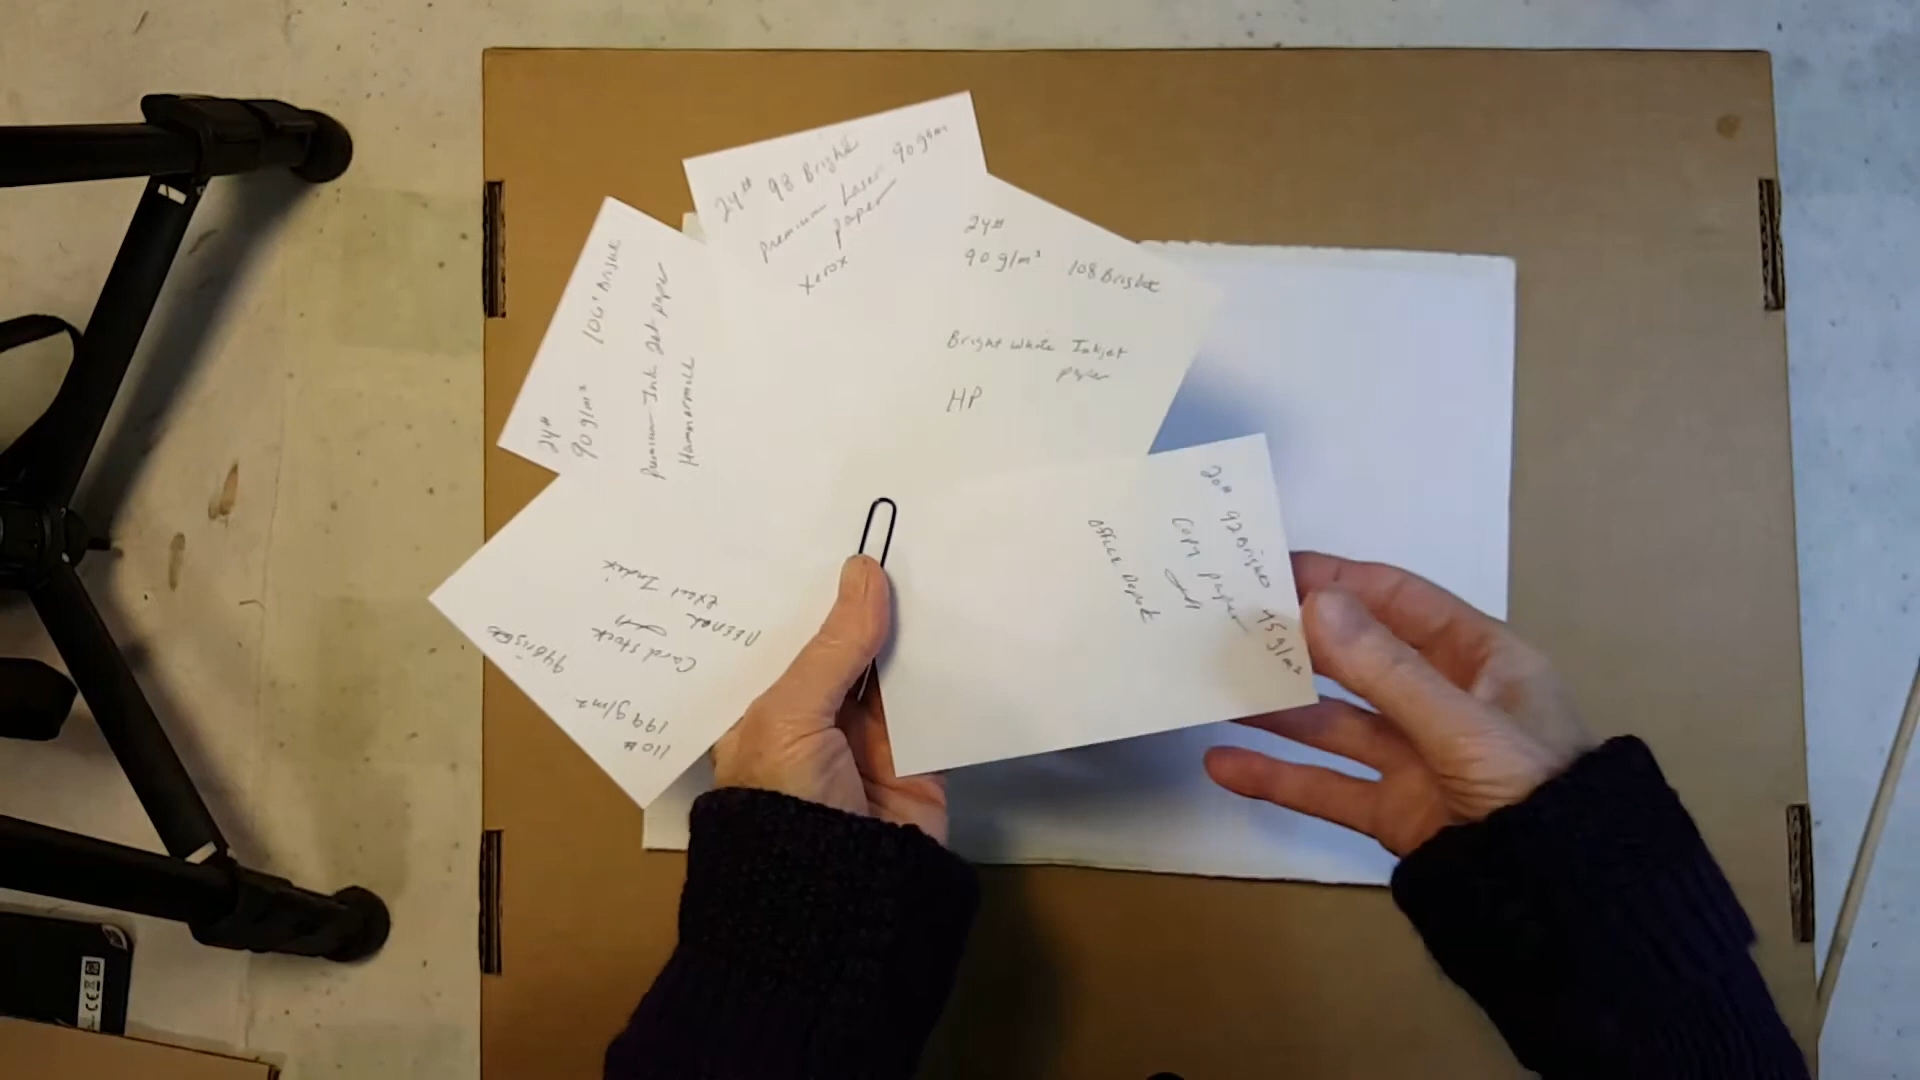 24# 98 Bright
Premium Laser 90 gsm
paper
Xerox
24#
90 g/m² 108 Bright
Bright White Inkjet
paper
HP
24#
90 g/m² 106 Bright
Premium Ink Jet paper
Hammermill
20# 92 Bright 75 g/m²
Copy Paper
Office Depot
110#
199 g/m² 94 Bright
Card stock
Neenah
Exact Index